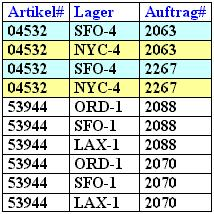 Artikel# Lager Auftrag#
04532 SFO-4 2063
04532 NYC-4 2063
04532 SFO-4 2267
04532 NYC-4 2267
53944 ORD-1 2088
53944 SFO-1 2088
53944 LAX-1 2088
53944 ORD-1 2070
53944 SFO-1 2070
53944 LAX-1 2070